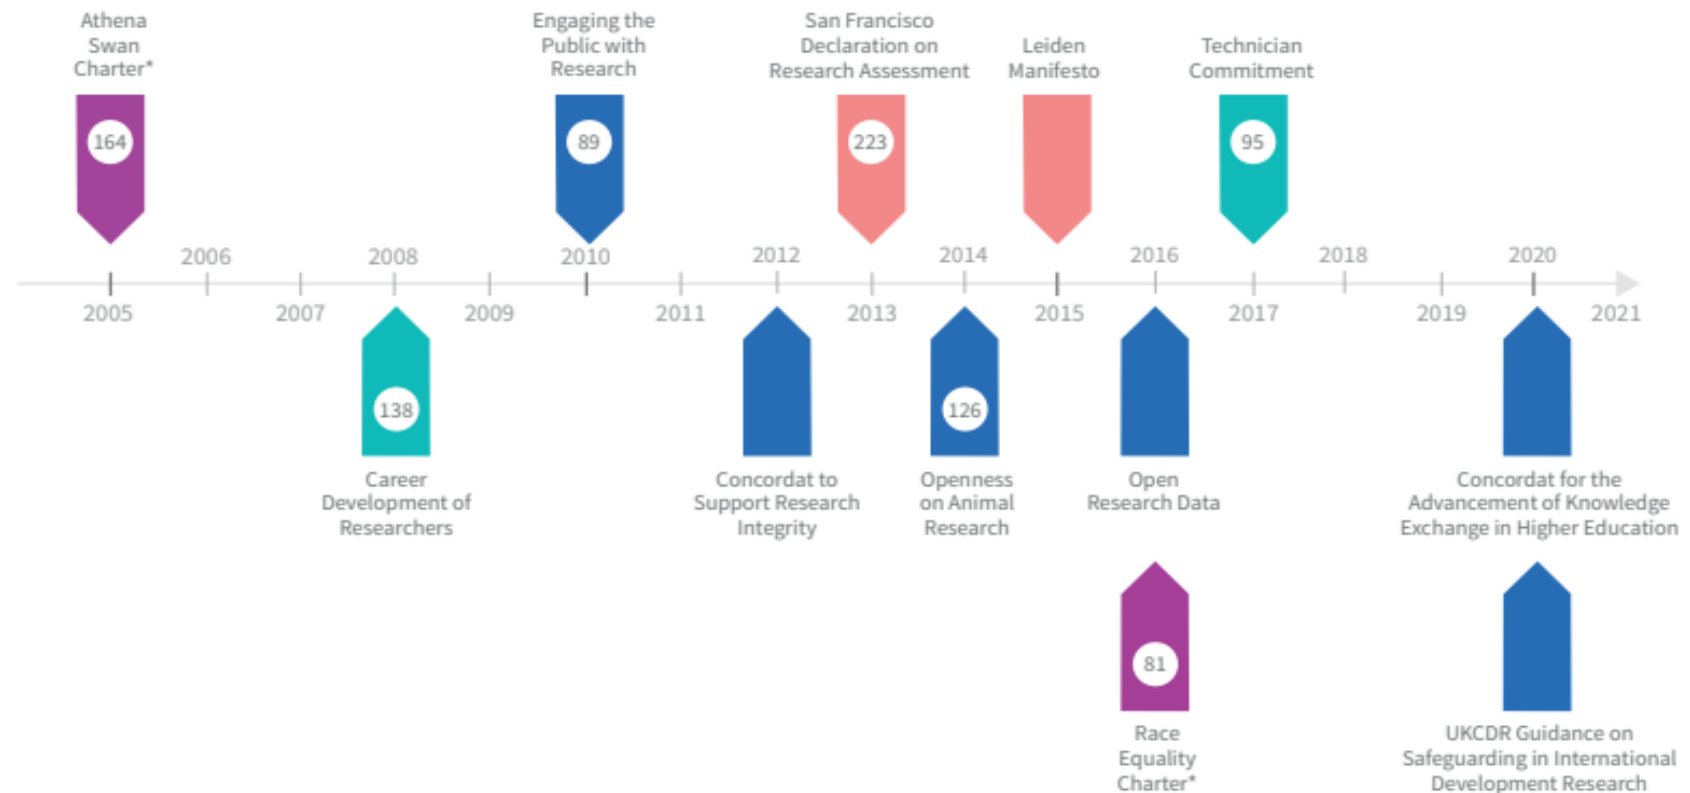 Athena
Swan
Charter*
164
Engaging the
Public with
Research
89
San Francisco
Declaration on
Research Assessment
223
Leiden
Manifesto
Technician
Commitment
95
2006
2008
2010
2012
2014
2016
2018
2020
2005
2007
2009
2011
2013
2015
2017
2019
2021
138
Career
Development of
Researchers
Concordat to
Support Research
Integrity
126
Openness
on Animal
Research
Open
Research Data
Concordat for the
Advancement of Knowledge
Exchange in Higher Education
81
Race
Equality
Charter*
UKCDR Guidance on
Safeguarding in International
Development Research